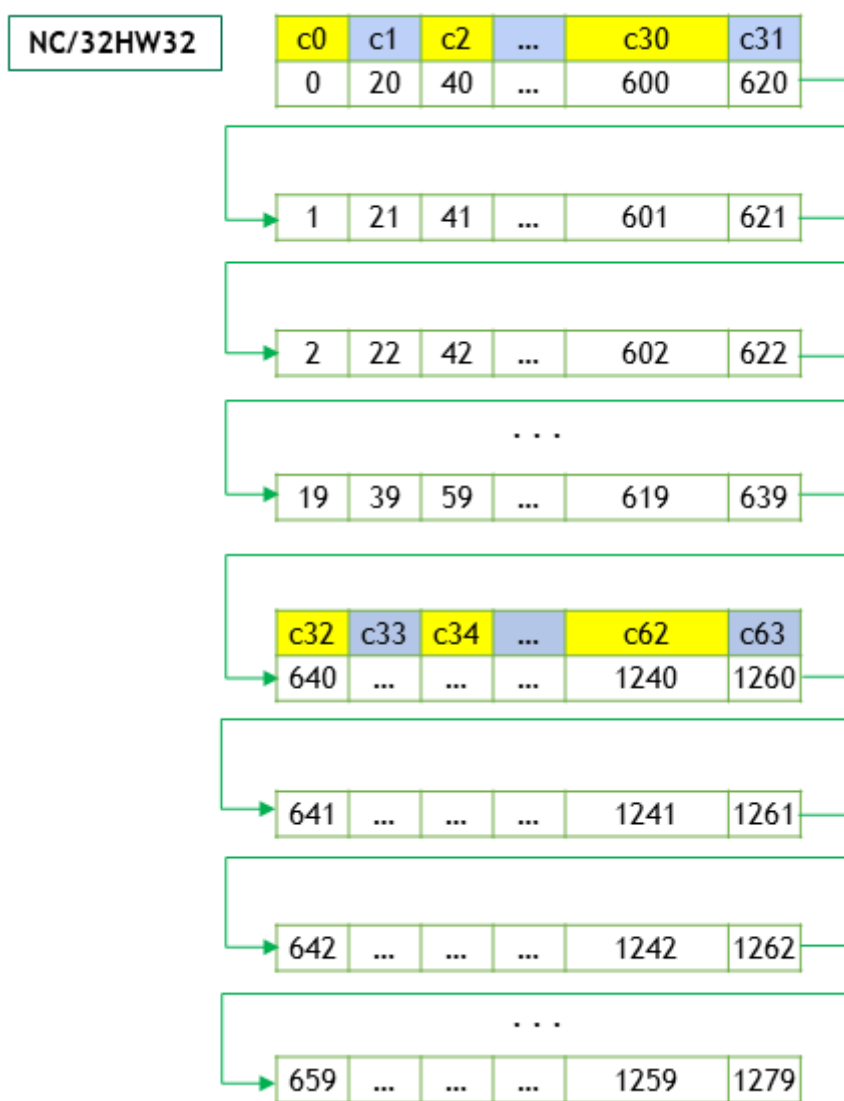 NC/32HW32
c0 c1 c2 ... c30 c31
0 20 40 ... 600 620
1 21 41 ... 601 621
2 22 42 ... 602 622
...
19 39 59 ... 619 639
c32 c33 c34 ... c62 c63
640 ... ... ... 1240 1260
641 ... ... ... 1241 1261
642 ... ... ... 1242 1262
...
659 ... ... ... 1259 1279